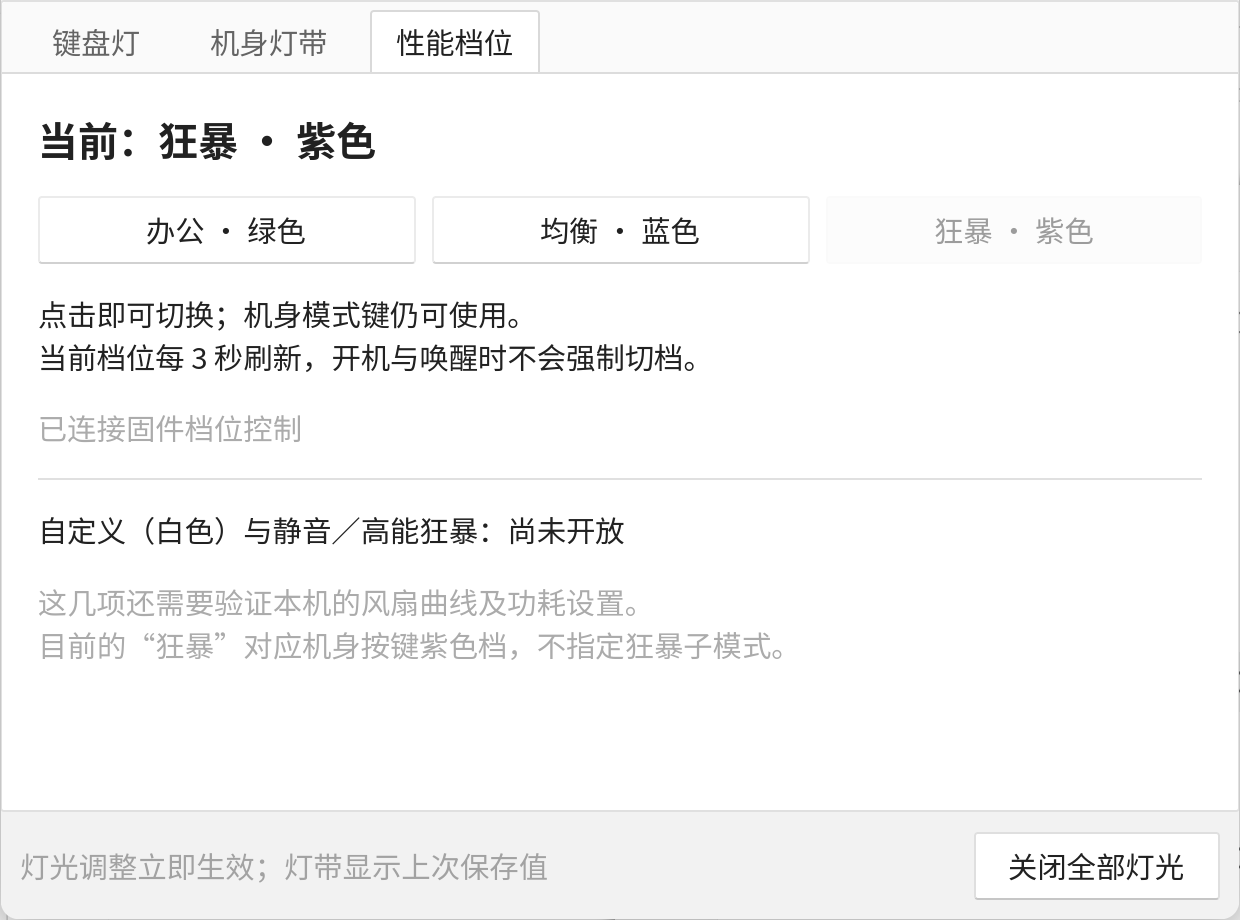 键盘灯
机身灯带
性能档位
当前：狂暴 · 紫色
办公 · 绿色
均衡 · 蓝色
狂暴 · 紫色
点击即可切换；机身模式键仍可使用。
当前档位每 3 秒刷新，开机与唤醒时不会强制切档。
已连接固件档位控制
自定义（白色）与静音／高能狂暴：尚未开放
这几项还需要验证本机的风扇曲线及功耗设置。
目前的“狂暴”对应机身按键紫色档，不指定狂暴子模式。
灯光调整立即生效；灯带显示上次保存值
关闭全部灯光